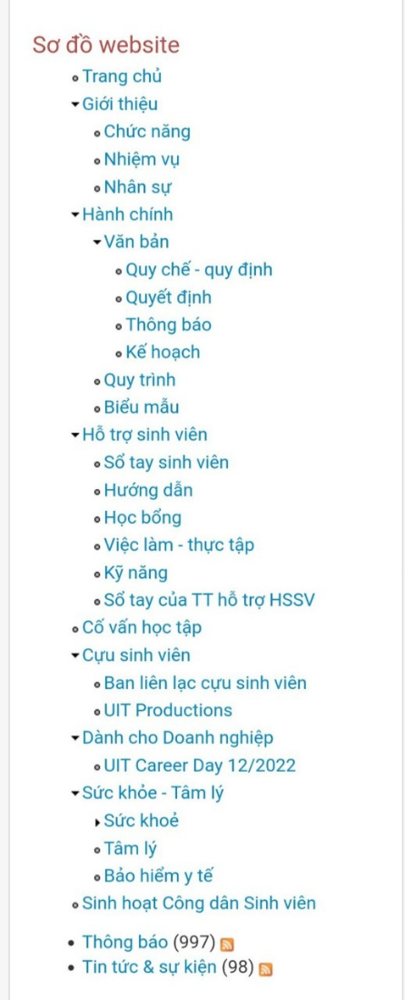 Sơ đồ website
Trang chủ
Giới thiệu
Chức năng
Nhiệm vụ
Nhân sự
Hành chính
Văn bản
Quy chế - quy định
Quyết định
Thông báo
Kế hoạch
Quy trình
Biểu mẫu
Hỗ trợ sinh viên
Sổ tay sinh viên
Hướng dẫn
Học bổng
Việc làm - thực tập
Kỹ năng
Sổ tay của TT hỗ trợ HSSV
Cố vấn học tập
Cựu sinh viên
Ban liên lạc cựu sinh viên
UIT Productions
Dành cho Doanh nghiệp
UIT Career Day 12/2022
Sức khỏe - Tâm lý
Sức khoẻ
Tâm lý
Bảo hiểm y tế
Sinh hoạt Công dân Sinh viên
Thông báo (997)
Tin tức & sự kiện (98)